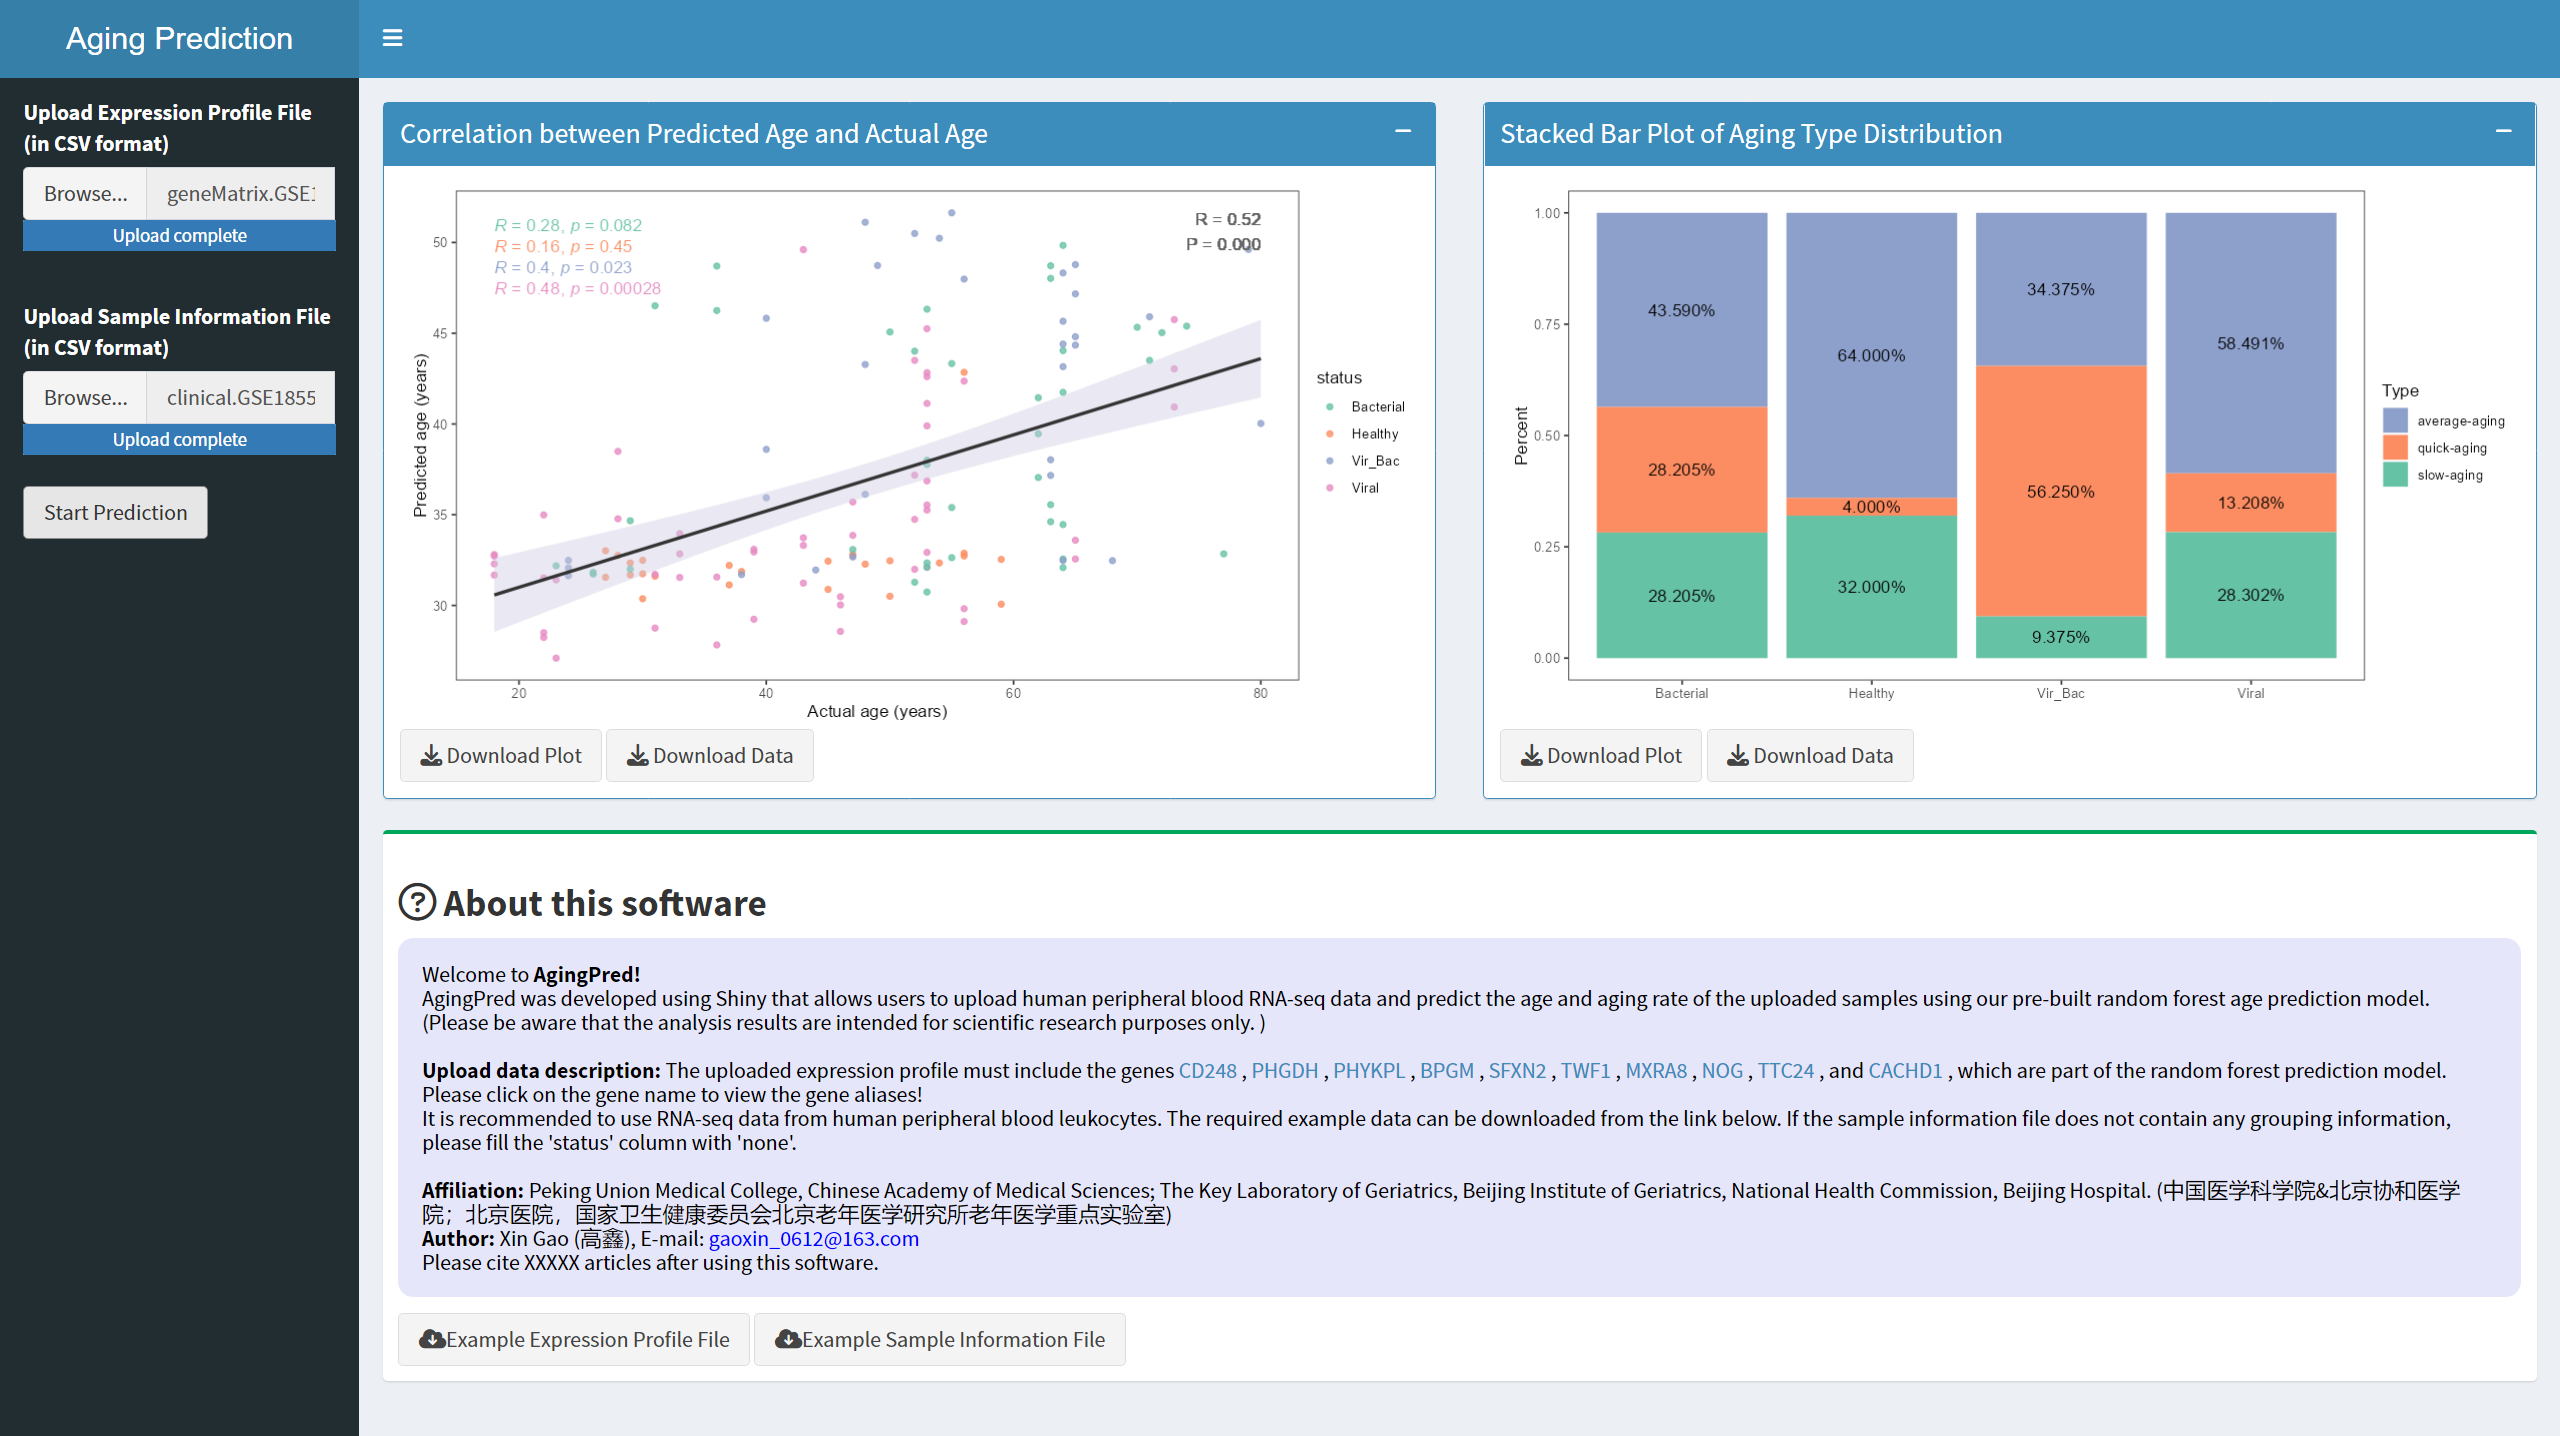 Aging Prediction
Upload Expression Profile File
(in CSV format)
Browse... geneMatrix.GSE1
Upload complete
Upload Sample Information File
(in CSV format)
Browse... clinical.GSE1855
Upload complete
Start Prediction
Correlation between Predicted Age and Actual Age
R = 0.28, p = 0.082
R = 0.16, p = 0.45
R = 0.4, p = 0.023
R = 0.48, p = 0.00028
R = 0.52
P = 0.000
50
45
40
35
30
Predicted age (years)
20 40 60 80
Actual age (years)
status
Bacterial
Healthy
Vir_Bac
Viral
Download Plot Download Data
Stacked Bar Plot of Aging Type Distribution
1.00
0.75
0.50
0.25
0.00
Percent
43.590%
28.205%
28.205%
64.000%
4.000%
32.000%
34.375%
56.250%
9.375%
58.491%
13.208%
28.302%
Bacterial Healthy Vir_Bac Viral
Type
average-aging
quick-aging
slow-aging
Download Plot Download Data
About this software
Welcome to AgingPred!
AgingPred was developed using Shiny that allows users to upload human peripheral blood RNA-seq data and predict the age and aging rate of the uploaded samples using our pre-built random forest age prediction model.
(Please be aware that the analysis results are intended for scientific research purposes only. )
Upload data description: The uploaded expression profile must include the genes CD248 , PHGDH , PHYKPL , BPGM , SFXN2 , TWF1 , MXRA8 , NOG , TTC24 , and CACHD1 , which are part of the random forest prediction model.
Please click on the gene name to view the gene aliases!
It is recommended to use RNA-seq data from human peripheral blood leukocytes. The required example data can be downloaded from the link below. If the sample information file does not contain any grouping information,
please fill the 'status' column with 'none'.
Affiliation: Peking Union Medical College, Chinese Academy of Medical Sciences; The Key Laboratory of Geriatrics, Beijing Institute of Geriatrics, National Health Commission, Beijing Hospital. (中国医学科学院&北京协和医学
院；北京医院，国家卫生健康委员会北京老年医学研究所老年医学重点实验室)
Author: Xin Gao (高鑫), E-mail: gaoxin_0612@163.com
Please cite XXXXX articles after using this software.
Example Expression Profile File Example Sample Information File